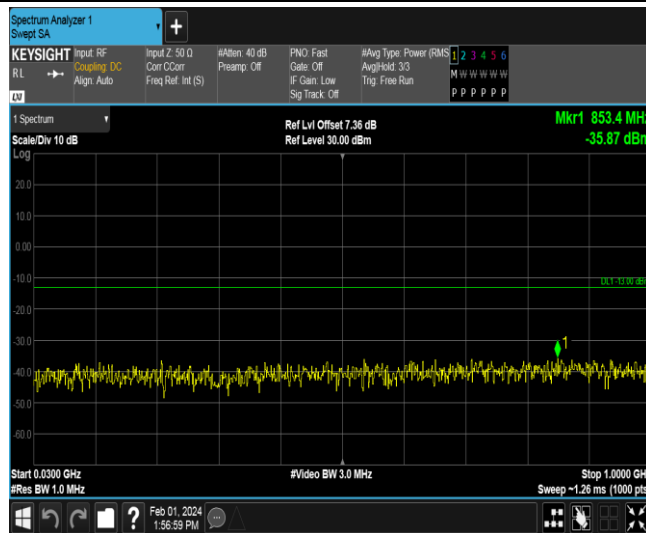 Spectrum Analyzer 1
Swept SA
+
KEYSIGHT Input: RF Input Z: 50 Ω #Atten: 40 dB PNO: Fast #Avg Type: Power (RMS 1 2 3 4 5 6
RL Coupling: DC Corr CCorr Preamp: Off Gate: Off Avg|Hold: 3/3 M W W W W W
Align: Auto Freq Ref: Int (S) IF Gain: Low Trig: Free Run
Sig Track: Off P P P P P P
LXI
1 Spectrum Ref Lvl Offset 7.36 dB Mkr1 853.4 MHz
Scale/Div 10 dB Ref Level 30.00 dBm -35.87 dBm
Log
20.0
10.0
0.00
-10.0 DL1 -13.00 dBm
-20.0
-30.0
1
-40.0
-50.0
-60.0
Start 0.0300 GHz #Video BW 3.0 MHz Stop 1.0000 GH
#Res BW 1.0 MHz Sweep ~1.26 ms (1000 pts
? Feb 01, 2024
1:56:59 PM